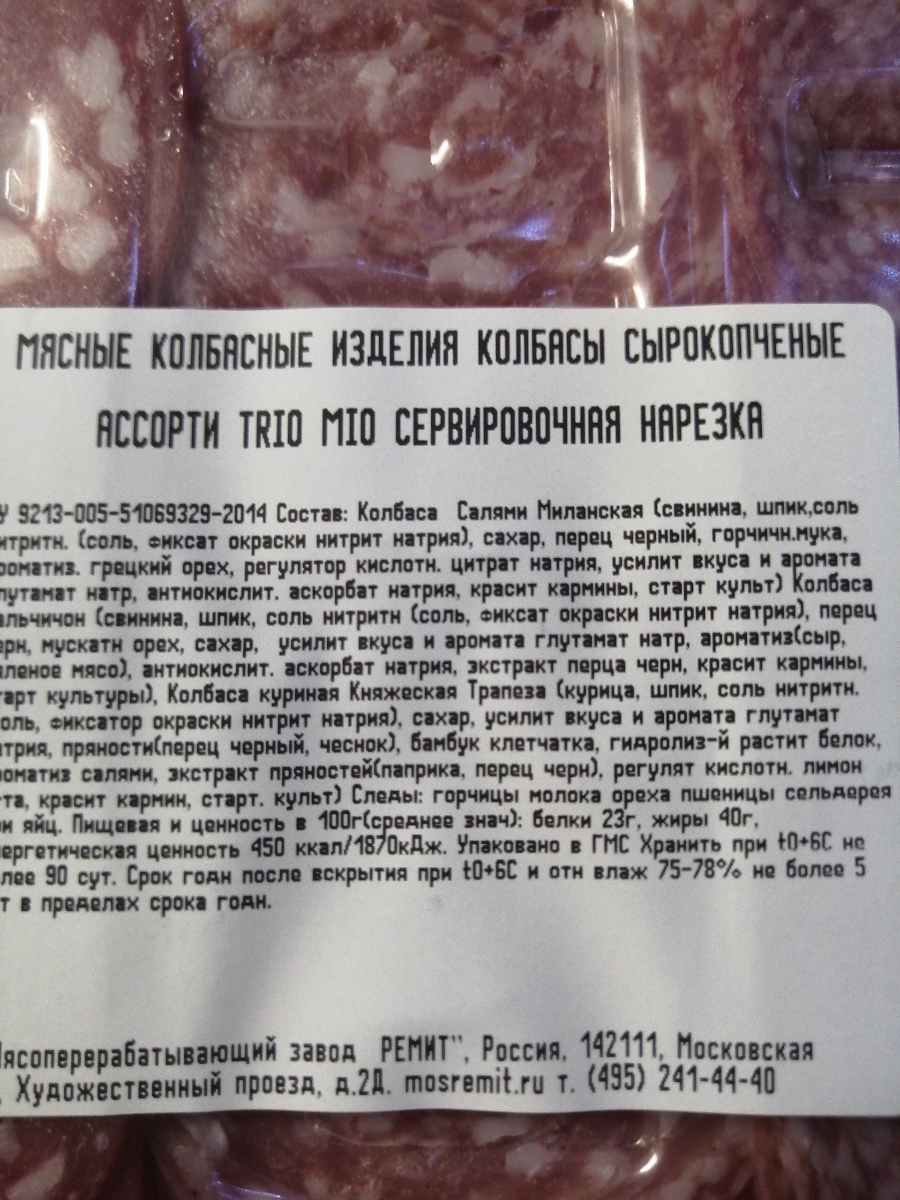 МЯСНЫЕ КОЛБАСНЫЕ ИЗДЕЛИЯ КОЛБАСЫ СЫРОКОПЧЕНЫЕ
АССОРТИ TRIO MIO СЕРВИРОВОЧНАЯ НАРЕЗКА
У 9213-005-51069329-2014 Состав: Колбаса Салями Миланская (свинина, шпик,соль
итритн. (соль, фиксат окраски нитрит натрия), сахар, перец черный, горчичн.мука,
роматиз. грецкий орех, регулятор кислотн. цитрат натрия, усилит вкуса и аромата
лутамат натр, антиокислит. аскорбат натрия, красит кармины, старт культ) Колбаса
альчичон (свинина, шпик, соль нитритн (соль, фиксат окраски нитрит натрия), перец
ерн, мускатн орех, сахар, усилит вкуса и аромата глутамат натр, ароматиз(сыр,
яленое мясо), антиокислит. аскорбат натрия, экстракт перца черн, красит кармины,
тарт культуры), Колбаса куриная Княжеская Трапеза (курица, шпик, соль нитритн.
оль, фиксатор окраски нитрит натрия), сахар, усилит вкуса и аромата глутамат
атрия, пряности(перец черный, чеснок), бамбук клетчатка, гидролиз-й растит белок,
роматиз салями, экстракт пряностей(паприка, перец черн), регулят кислотн. лимон
та, красит кармин, старт. культ) Следы: горчицы молока ореха пшеницы сельдерея
и яйц. Пищевая и ценность в 100г(среднее знач): белки 23г, жиры 40г,
нергетическая ценность 450 ккал/1870кДж. Упаковано в ГМС Хранить при t0+6C не
лее 90 сут. Срок годн после вскрытия при t0+6C и отн влаж 75-78% не более 5
т в пределах срока годн.
Мясоперерабатывающий завод РЕМИТ", Россия, 142111, Московская
, Художественный проезд, д.2Д. mosremit.ru т. (495) 241-44-40